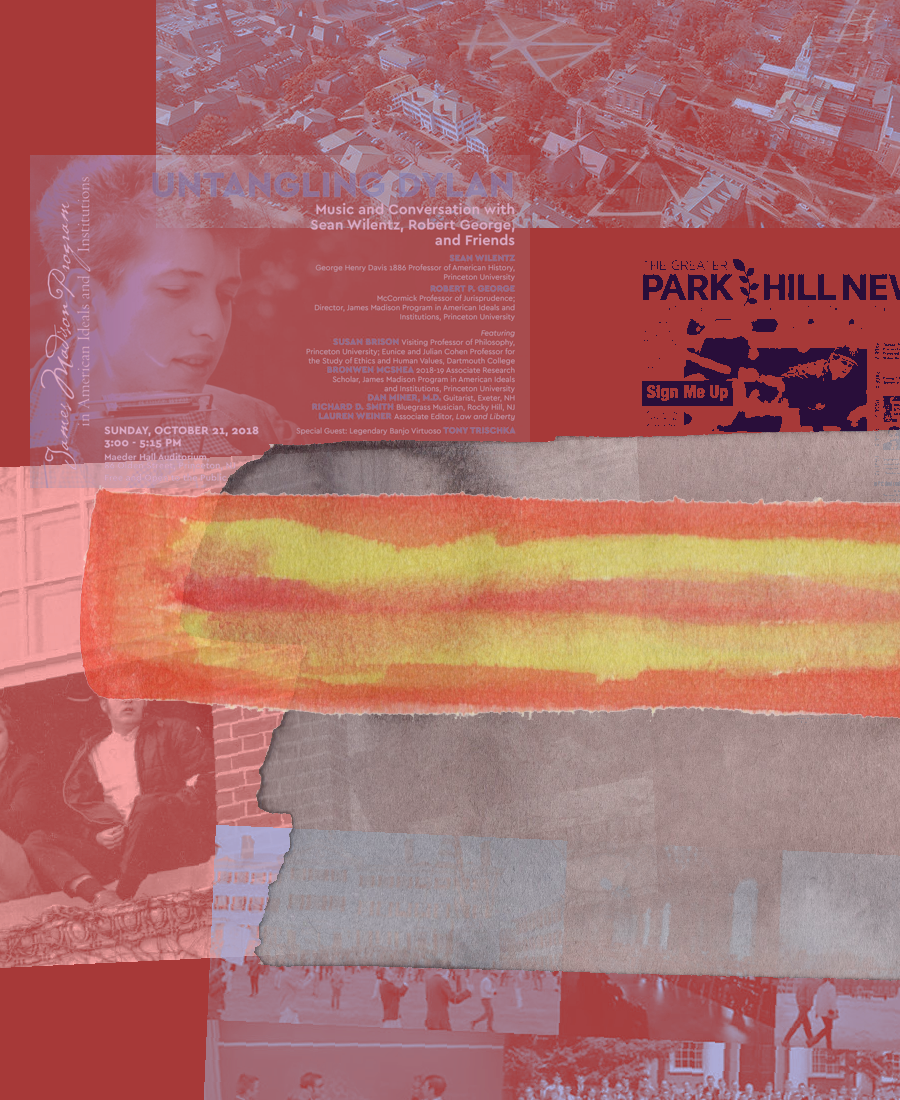 UNTANGLING DYLAN
Music and Conversation with
Sean Wilentz, Robert George,
and Friends
SEAN WILENTZ
George Henry Davis 1886 Professor of American History,
Princeton University
ROBERT P. GEORGE
McCormick Professor of Jurisprudence;
Director, James Madison Program in American Ideals and
Institutions, Princeton University
Featuring
SUSAN BRISON Visiting Professor of Philosophy,
Princeton University; Eunice and Julian Cohen Professor for
the Study of Ethics and Human Values, Dartmouth
BRONWEN MCSHEA 2018-19 Associate Research
Scholar, James Madison Program in American Ideals
and Institutions, Princeton University
DAN MINER, M.D. Guitarist, Exeter, NH
RICHARD D. SMITH Bluegrass Musician, Rocky Hill, NJ
LAUREN WEINER Associate Editor, Law and Liberty
Special Guest: Legendary Banjo Virtuoso TONY TRISCHKA
James Madison Program
in American Ideals and Institutions
SUNDAY, OCTOBER 21, 2018
3:00 - 5:15 PM
Maeder Hall Auditorium
THE GREATER
PARK HILL NEW
Sign Me Up